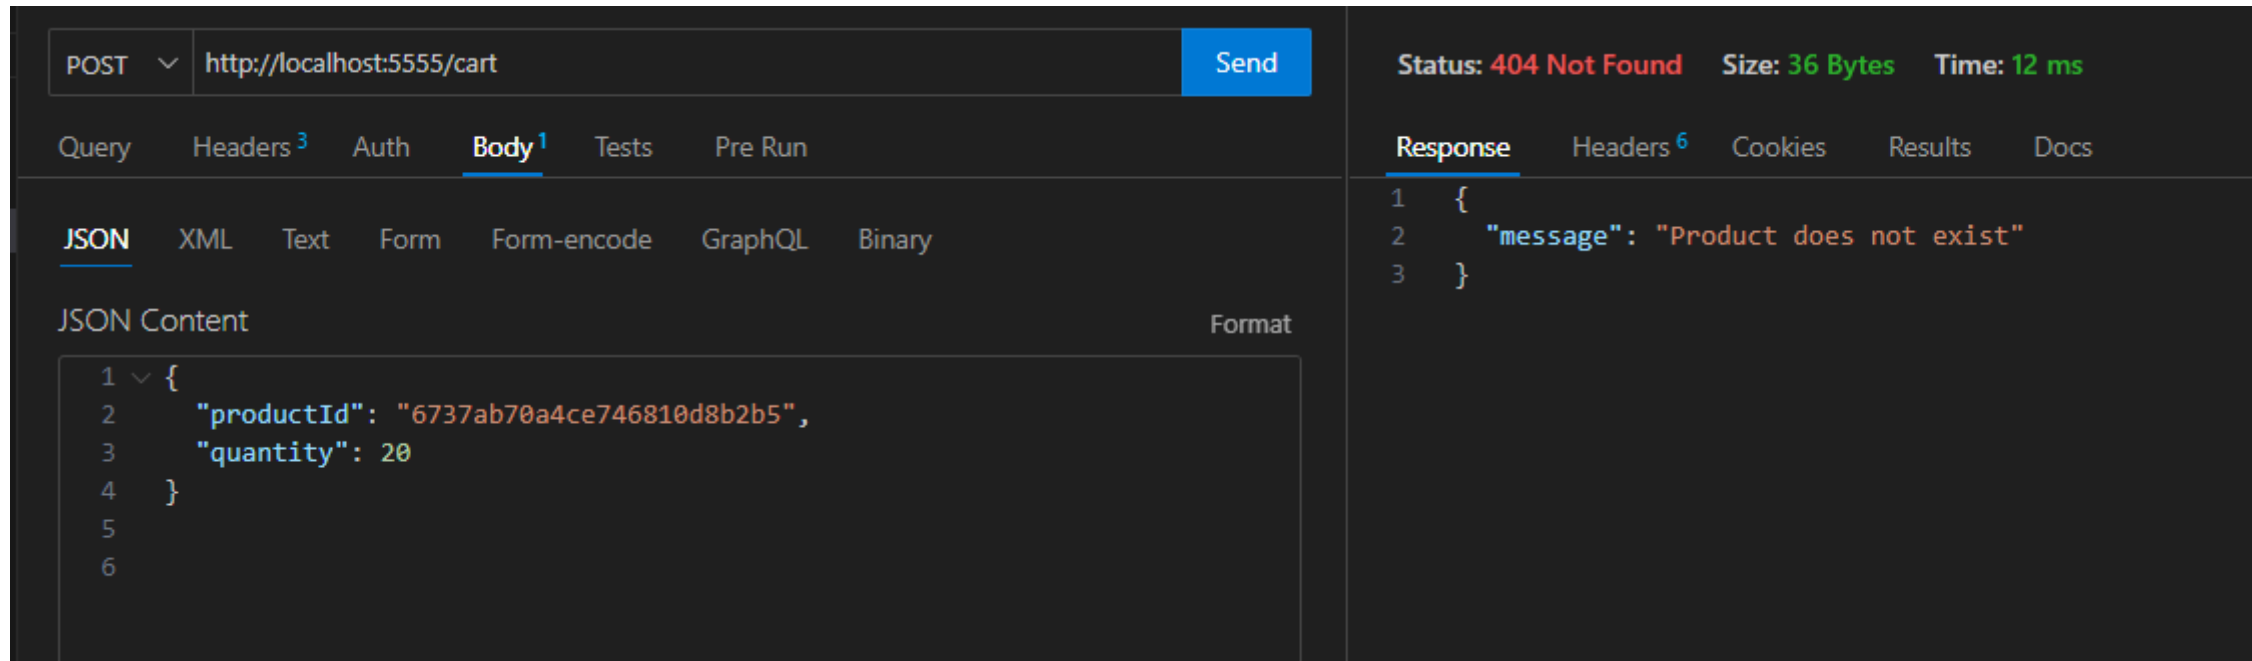 POST http://localhost:5555/cart Send
Query Headers 3 Auth Body 1 Tests Pre Run
JSON XML Text Form Form-encode GraphQL Binary
JSON Content Format
1 {
2 "productId": "6737ab70a4ce746810d8b2b5",
3 "quantity": 20
4 }
5
6
Status: 404 Not Found Size: 36 Bytes Time: 12 ms
Response Headers 6 Cookies Results Docs
1 {
2 "message": "Product does not exist"
3 }